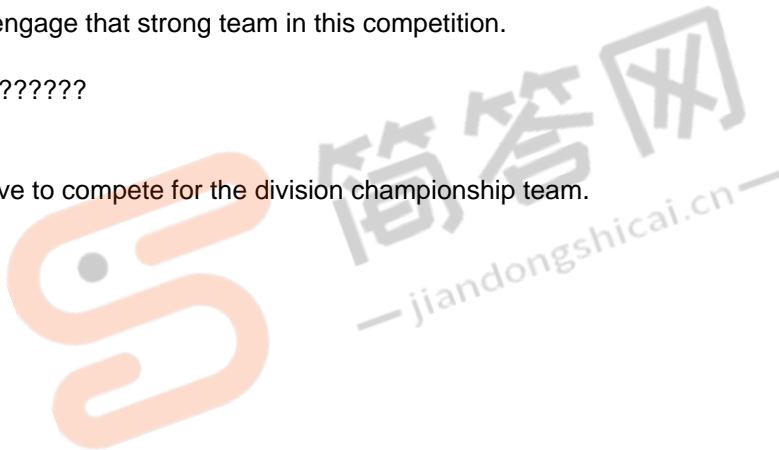 engage that strong team in this competition.
??????
ve to compete for the division championship team.
简答网
jiandongshicai.cn